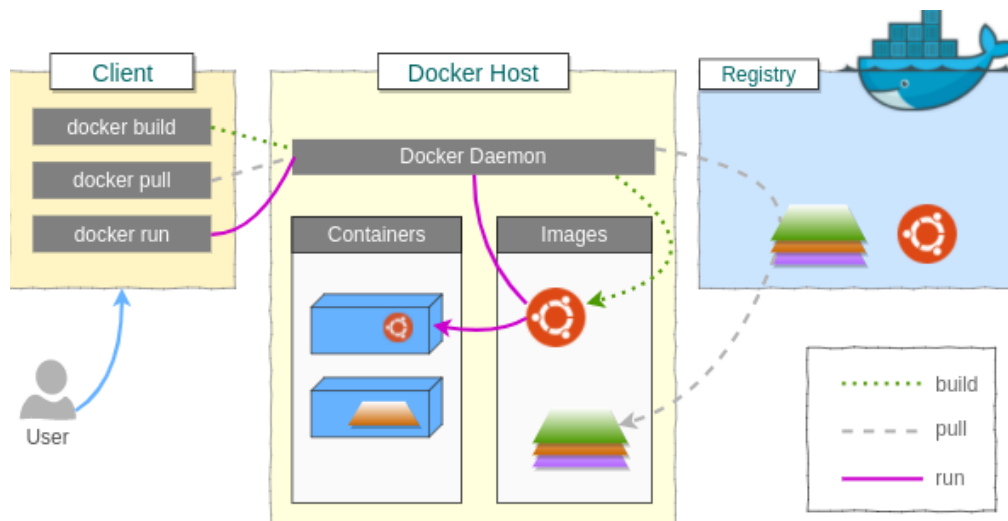 Client
Docker Host
Registry
docker build
docker pull
docker run
Docker Daemon
Containers
Images
User
build
pull
run